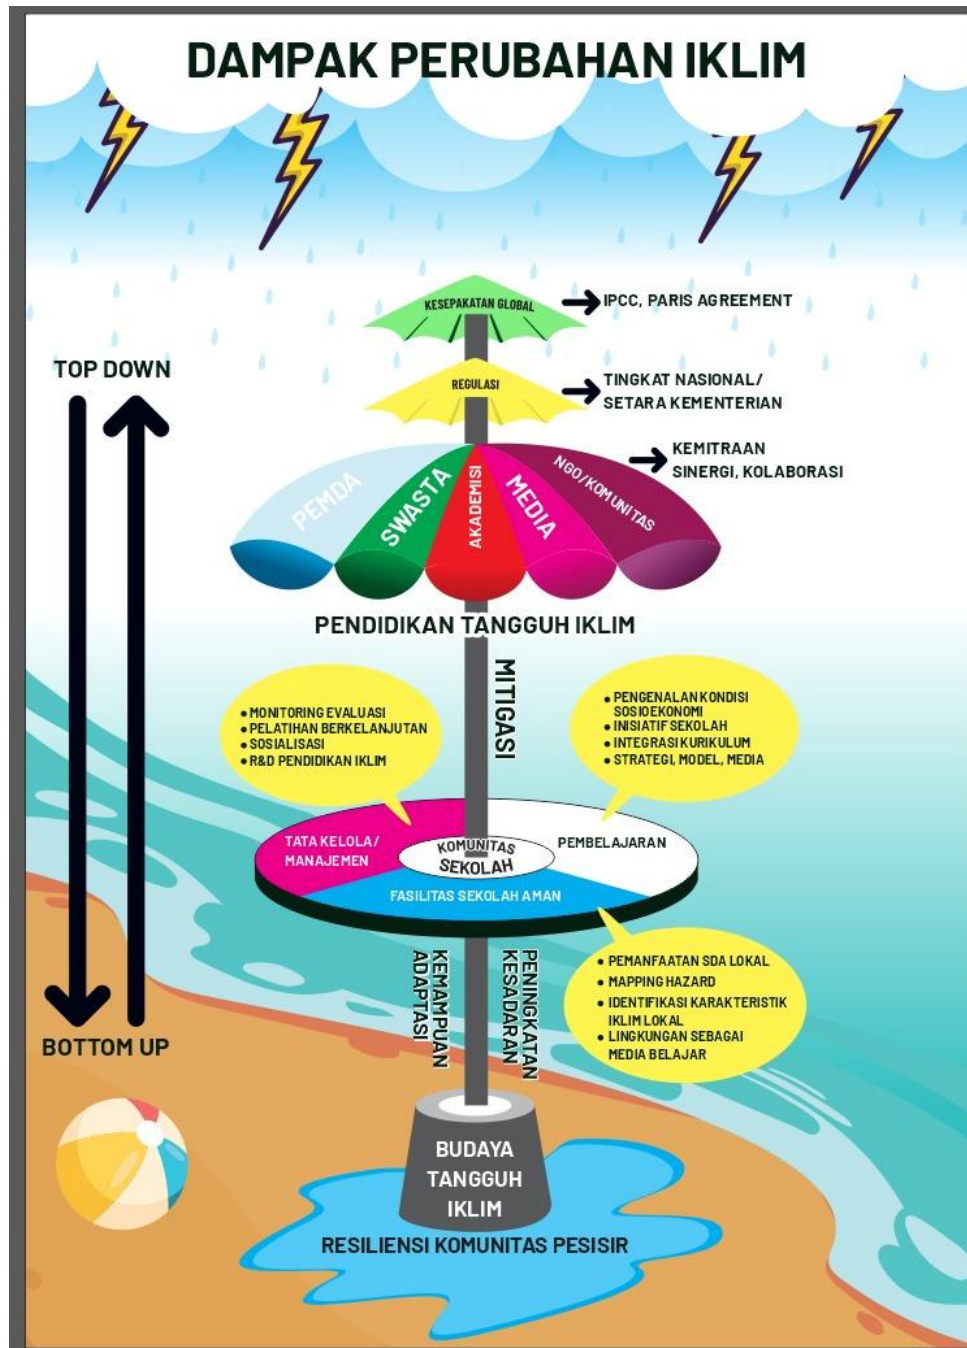 DAMPAK PERUBAHAN IKLIM
KESEPAKATAN GLOBAL
IPCC, PARIS AGREEMENT
TOP DOWN
REGULASI
TINGKAT NASIONAL/
SETARA KEMENTERIAN
KEMITRAAN
SINERGI, KOLABORASI
PEMDA
SWASTA
AKADEMISI
MEDIA
NGO/KOMUNITAS
PENDIDIKAN TANGGUH IKLIM
MITIGASI
• MONITORING EVALUASI
• PELATIHAN BERKELANJUTAN
• SOSIALISASI
• R&D PENDIDIKAN IKLIM
• PENGENALAN KONDISI
SOSIOEKONOMI
• INISIATIF SEKOLAH
• INTEGRASI KURIKULUM
• STRATEGI, MODEL, MEDIA
TATA KELOLA/
MANAJEMEN
KOMUNITAS
SEKOLAH
PEMBELAJARAN
FASILITAS SEKOLAH AMAN
KEMAMPUAN
ADAPTASI
PENINGKATAN
KESADARAN
• PEMANFAATAN SDA LOKAL
• MAPPING HAZARD
• IDENTIFIKASI KARAKTERISTIK
IKLIM LOKAL
• LINGKUNGAN SEBAGAI
MEDIA BELAJAR
BOTTOM UP
BUDAYA
TANGGUH
IKLIM
RESILIENSI KOMUNITAS PESISIR